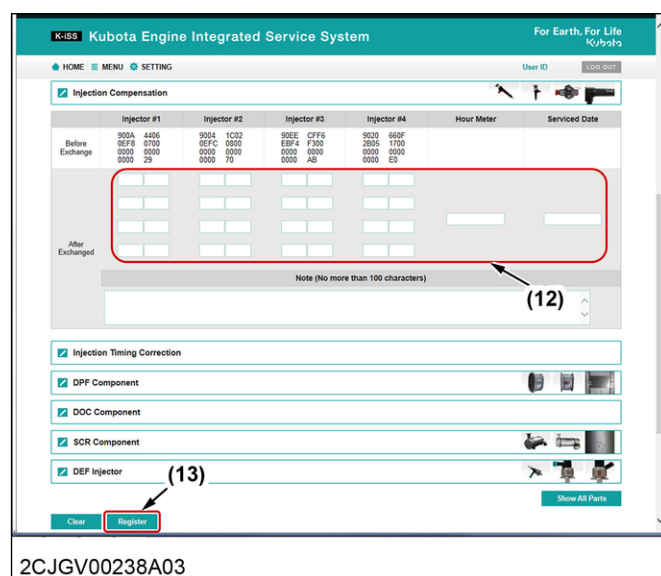 K-iSS Kubota Engine Integrated Service System
For Earth, For Life
Kubota
HOME MENU SETTING
User ID LOG OUT
Injection Compensation
Injector #1 Injector #2 Injector #3 Injector #4 Hour Meter Serviced Date
Before Exchange
900A 4406
0EF8 0700
0000 0000
0000 29
9004 1C02
0EFC 0800
0000 0000
0000 70
90EE CFF6
EBF4 F300
0000 0000
0000 AB
9020 660F
2B05 1700
0000 0000
0000 E0
After
Exchanged
Note (No more than 100 characters)
(12)
Injection Timing Correction
DPF Component
DOC Component
SCR Component
DEF Injector
(13)
Show All Parts
Clear Register
2CJGV00238A03